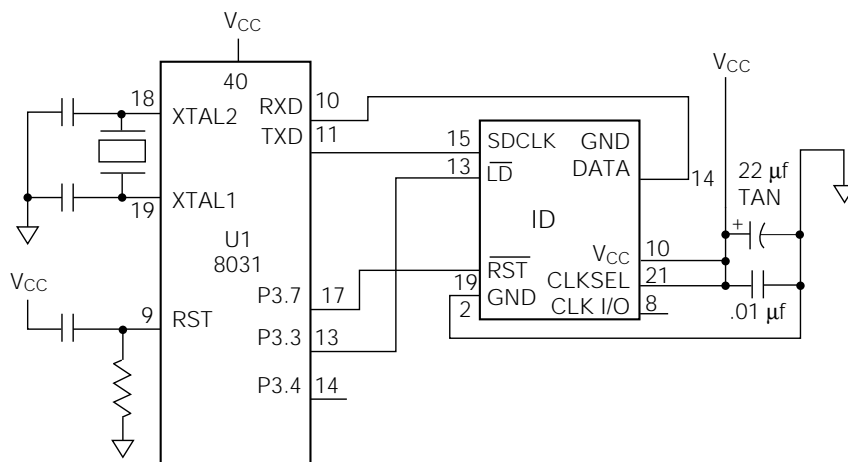 VCC
40
18
XTAL2
RXD
10
TXD
11
19
XTAL1
U1
8031
VCC
9
RST
P3.7
17
P3.3
13
P3.4
14
15
SDCLK
13
LD
GND
DATA
14
ID
RST
19
GND
2
VCC
10
CLKSEL
21
CLK I/O
8
VCC
22 µf
TAN
+
.01 µf